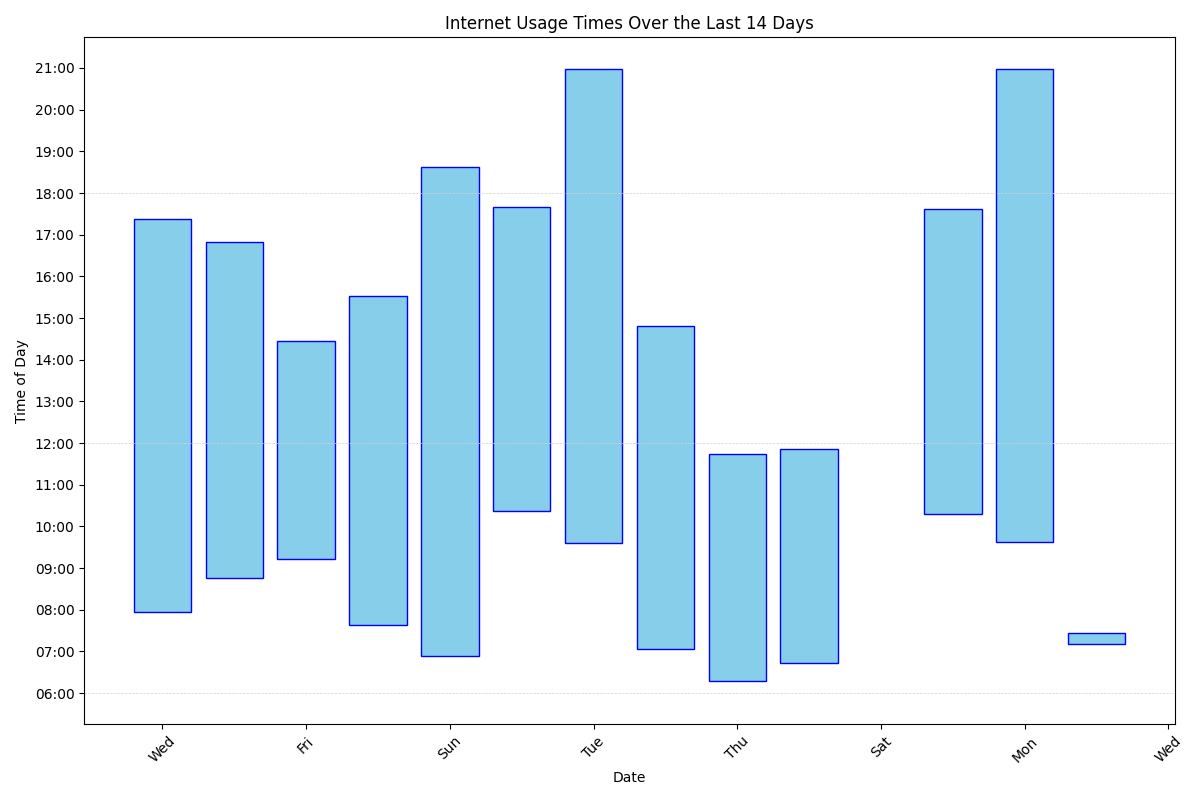 Internet Usage Times Over the Last 14 Days
21:00
20:00
19:00
18:00
17:00
16:00
15:00
14:00
13:00
12:00
11:00
10:00
09:00
08:00
07:00
06:00
Time of Day
Wed
Fri
Sun
Tue
Thu
Sat
Mon
Wed
Date